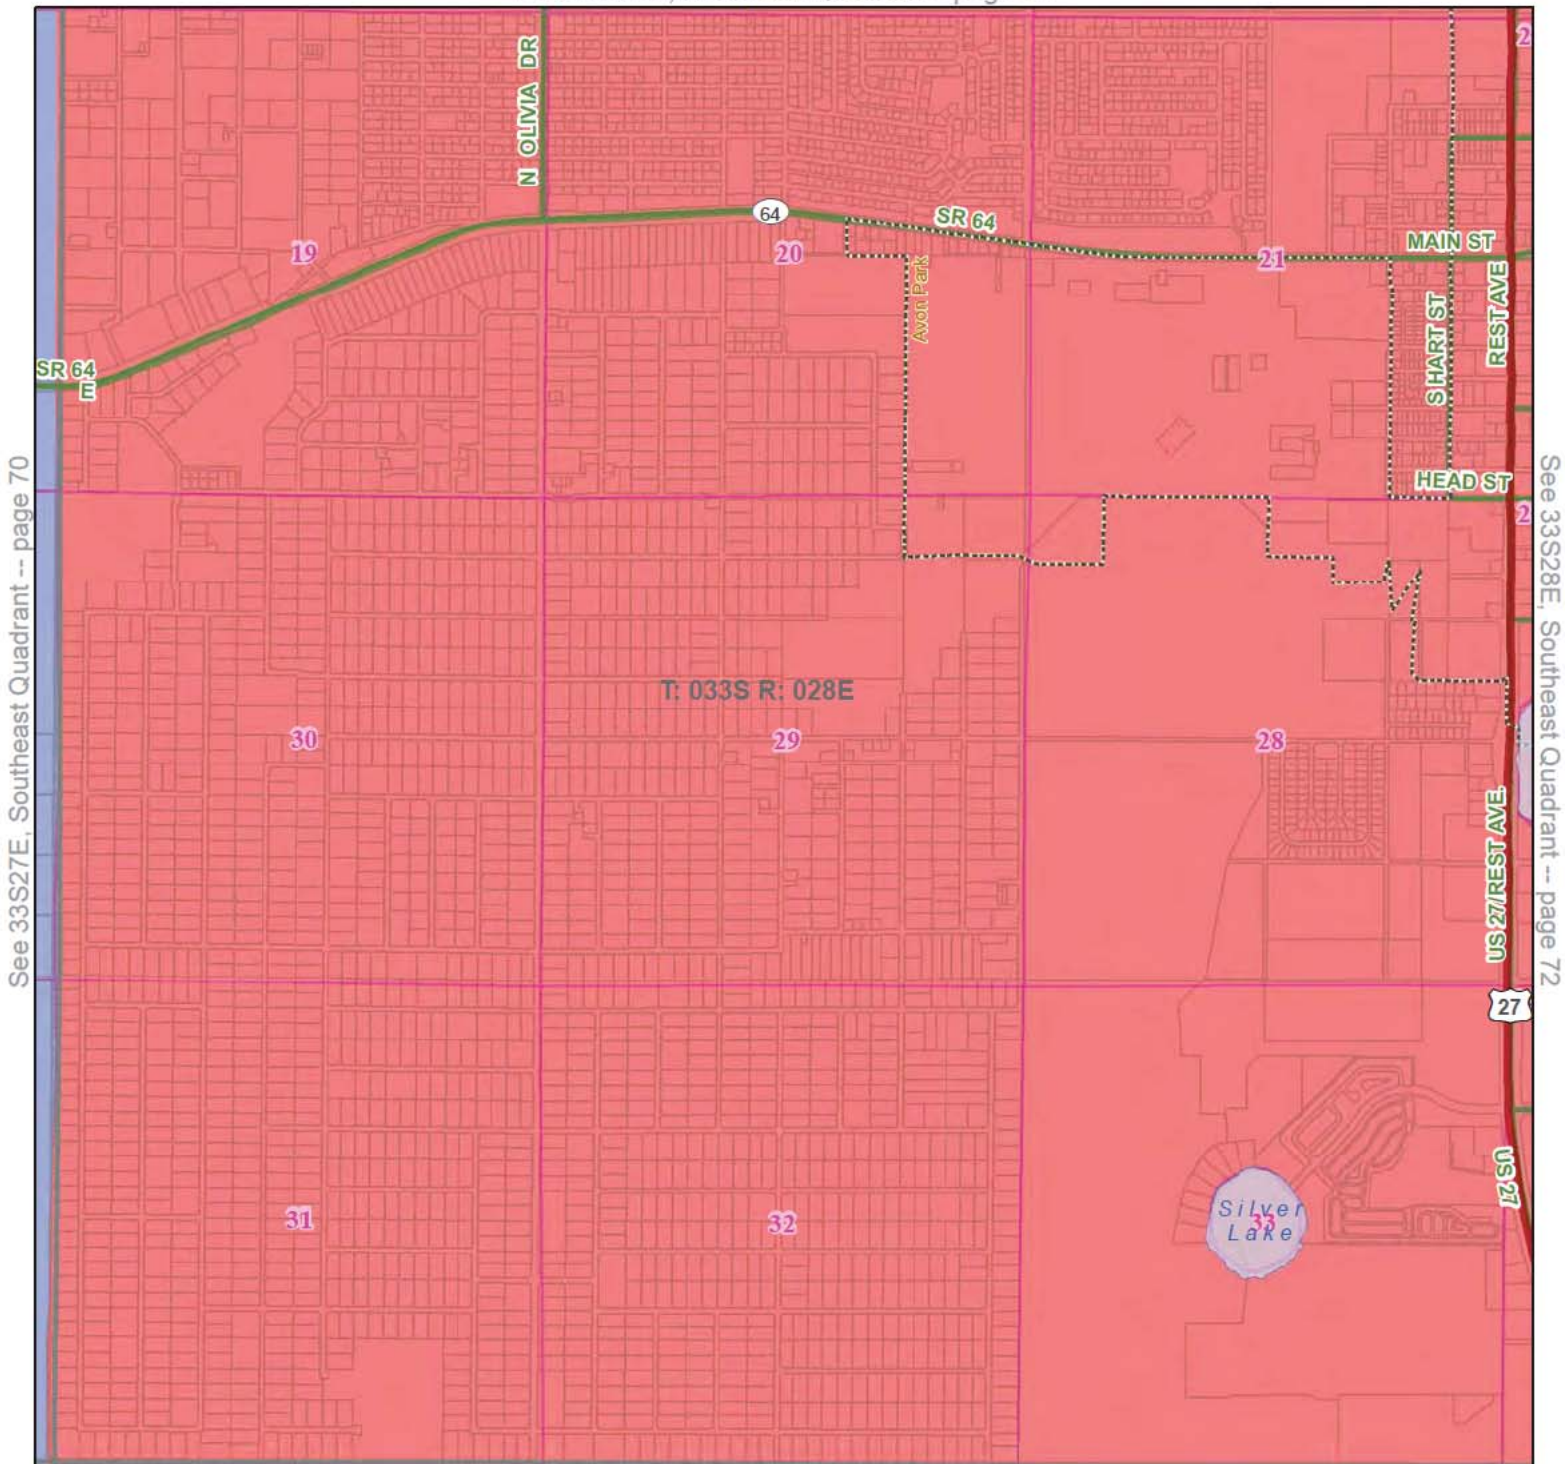 N OLIVIA DR
64
SR 64
19
20
21
MAIN ST
Avon Park
S HART ST
REST AVE
SR 64
E
HEAD ST
2
2
See 33S27E, Southeast Quadrant -- page 70
See 33S28E, Southeast Quadrant -- page 72
T: 033S R: 028E
30
29
28
US 27/REST AVE.
27
US 27
31
32
33
Silver
Lake